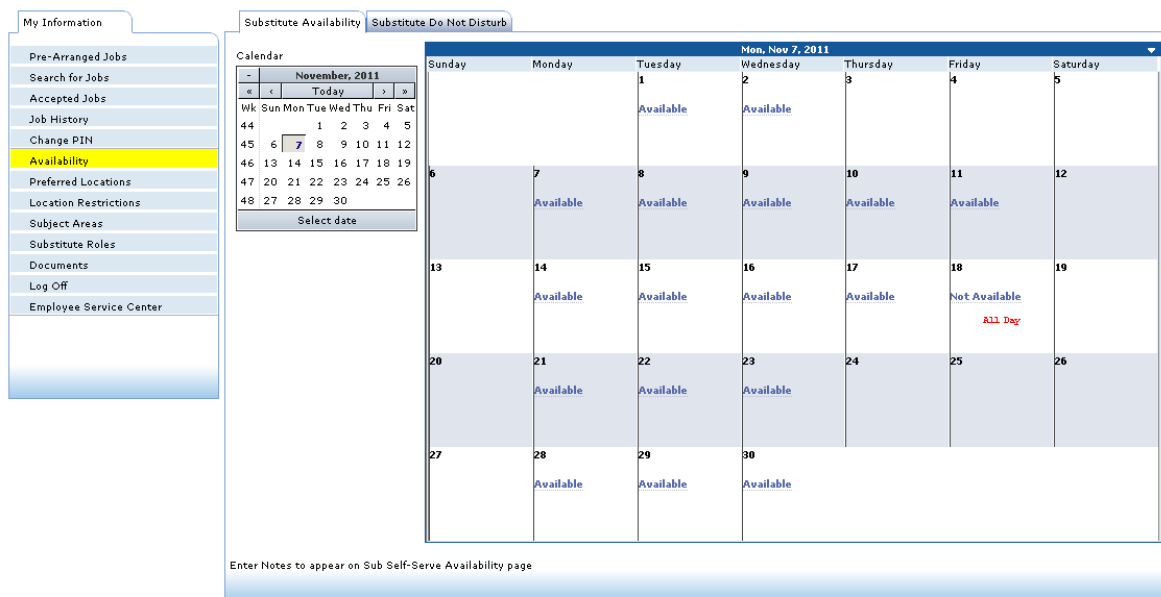 My Information
Pre-Arranged Jobs
Search for Jobs
Accepted Jobs
Job History
Change PIN
Availability
Preferred Locations
Location Restrictions
Subject Areas
Substitute Roles
Documents
Log Off
Employee Service Center
Substitute Availability Substitute Do Not Disturb
Calendar
- November, 2011
« ‹ Today › »
Wk Sun Mon Tue Wed Thu Fri Sat
44 1 2 3 4 5
45 6 7 8 9 10 11 12
46 13 14 15 16 17 18 19
47 20 21 22 23 24 25 26
48 27 28 29 30
Select date
Mon, Nov 7, 2011
Sunday Monday Tuesday Wednesday Thursday Friday Saturday
1 2 3 4 5
Available Available
6 7 8 9 10 11 12
Available Available Available Available Available
13 14 15 16 17 18 19
Available Available Available Available Not Available
All Day
20 21 22 23 24 25 26
Available Available Available
27 28 29 30
Available Available Available
Enter Notes to appear on Sub Self-Serve Availability page